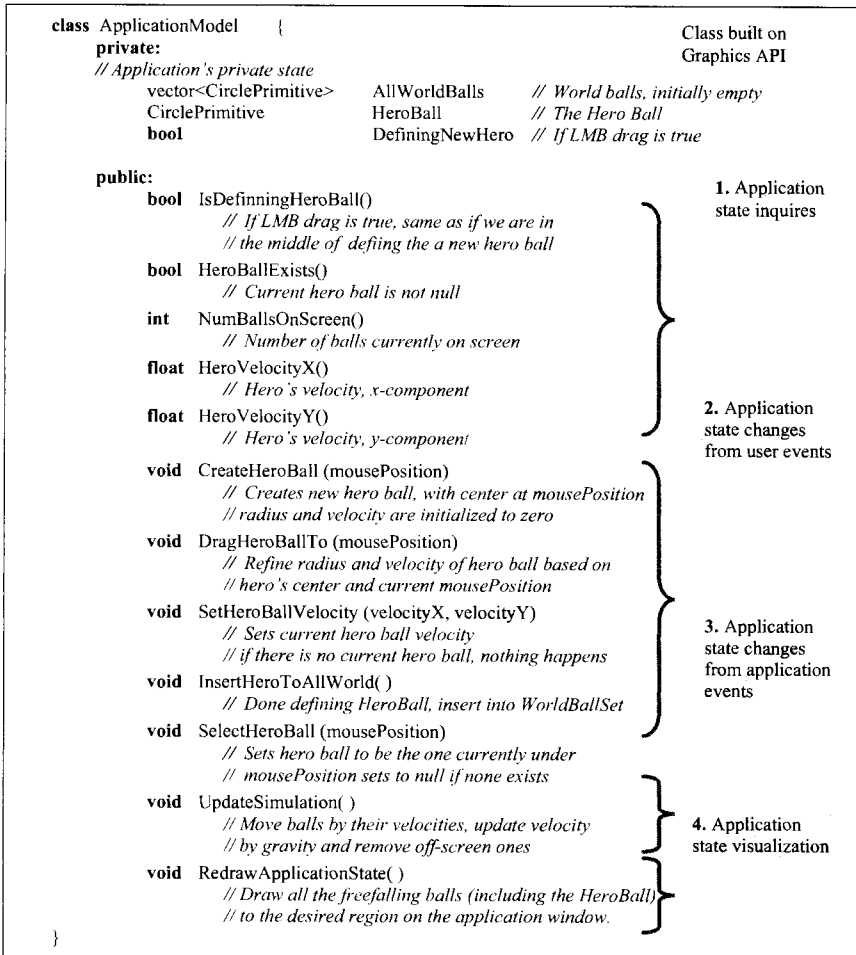 class ApplicationModel {
Class built on
Graphics API
private:
// Application's private state
vector<CirclePrimitive> AllWorldBalls // World balls, initially empty
CirclePrimitive HeroBall // The Hero Ball
bool DefiningNewHero // If LMB drag is true
public:
1. Application
state inquires
bool IsDefinningHeroBall()
// If LMB drag is true, same as if we are in
// the middle of defiing the a new hero ball
bool HeroBallExists()
// Current hero ball is not null
int NumBallsOnScreen()
// Number of balls currently on screen
float HeroVelocityX()
// Hero's velocity, x-component
float HeroVelocityY()
// Hero's velocity, y-component
2. Application
state changes
from user events
void CreateHeroBall (mousePosition)
// Creates new hero ball, with center at mousePosition
// radius and velocity are initialized to zero
void DragHeroBallTo (mousePosition)
// Refine radius and velocity of hero ball based on
// hero's center and current mousePosition
void SetHeroBallVelocity (velocityX, velocityY)
// Sets current hero ball velocity
// if there is no current hero ball, nothing happens
3. Application
state changes
from application
events
void InsertHeroToAllWorld( )
// Done defining HeroBall, insert into WorldBallSet
void SelectHeroBall (mousePosition)
// Sets hero ball to be the one currently under
// mousePosition sets to null if none exists
void UpdateSimulation( )
// Move balls by their velocities, update velocity
// by gravity and remove off-screen ones
4. Application
state visualization
void RedrawApplicationState( )
// Draw all the freefalling balls (including the HeroBall)
// to the desired region on the application window.
}